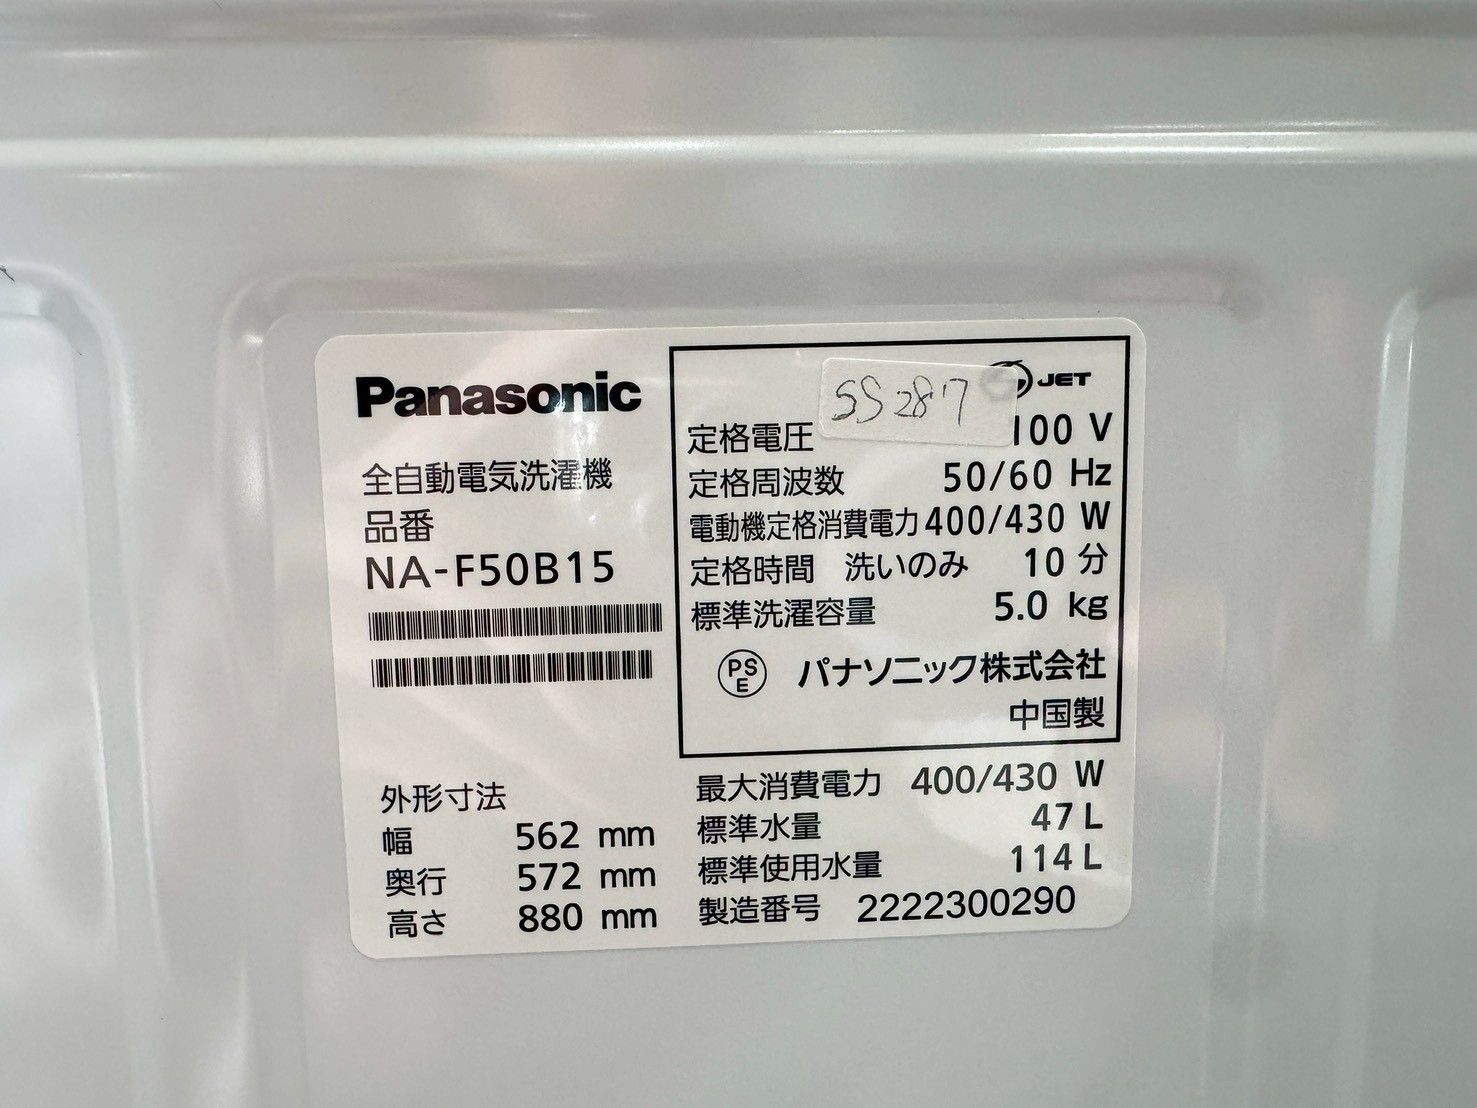 Panasonic
全自動電気洗濯機
品番
NA-F50B15
外形寸法
幅 562 mm
奥行 572 mm
高さ 880 mm
SS287
JET
定格電圧 100 V
定格周波数 50/60 Hz
電動機定格消費電力 400/430 W
定格時間 洗いのみ 10 分
標準洗濯容量 5.0 kg
PS
E
パナソニック株式会社
中国製
最大消費電力 400/430 W
標準水量 47 L
標準使用水量 114 L
製造番号 2222300290